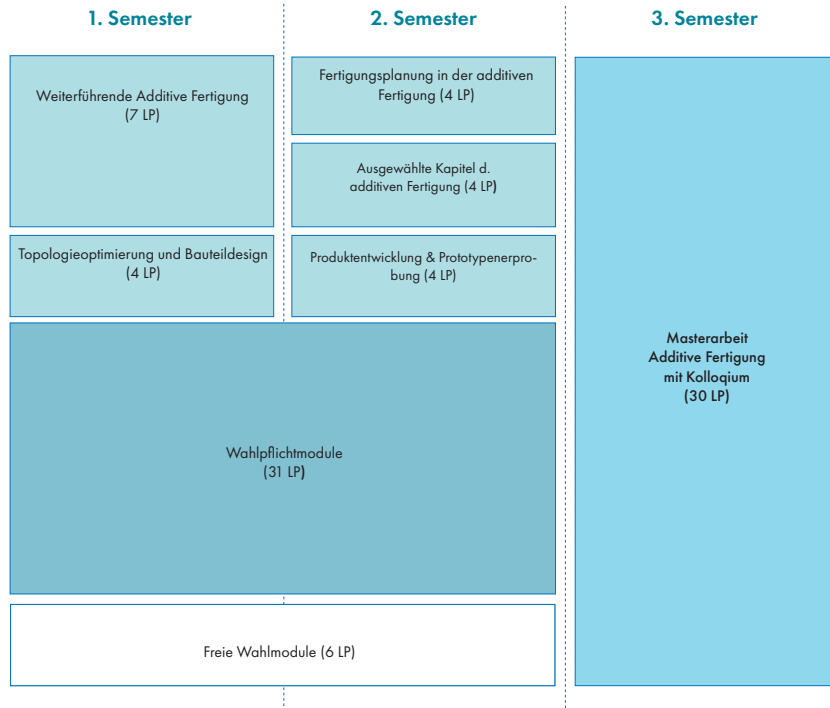 1. Semester
2. Semester
3. Semester
Weiterführende Additive Fertigung
(7 LP)
Topologieoptimierung und Bauteildesign
(4 LP)
Fertigungsplanung in der additiven
Fertigung (4 LP)
Ausgewählte Kapitel d.
additiven Fertigung (4 LP)
Produktentwicklung & Prototypenerpro-
bung (4 LP)
Wahlpflichtmodule
(31 LP)
Freie Wahlmodule (6 LP)
Masterarbeit
Additive Fertigung
mit Kolloqium
(30 LP)